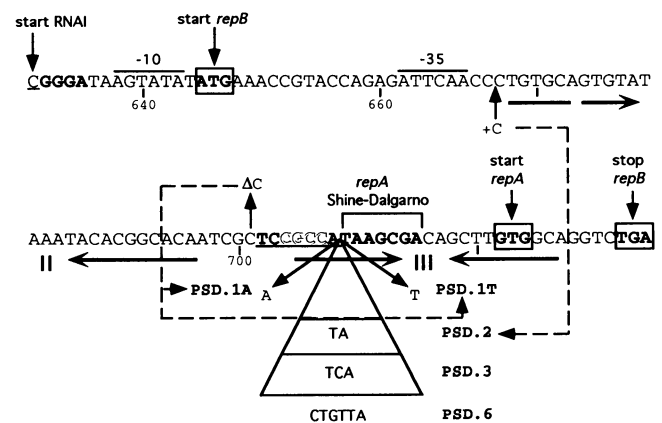 start RNAI
start repB
-10
-35
CGGGATAAGTATATATGAAACCGTACCAGAGATTCAACCCTGTGCAGTGTAT
640
660
+C
ΔC
repA
Shine-Dalgarno
start
repA
stop
repB
AAATACACGGCACAATCGCTCCGCCATAAGCGACAGCTTGTGGCAGGTCTGA
II
700
III
PSD.1A
A
T
PSD.1T
TA
PSD.2
TCA
PSD.3
CTGTTA
PSD.6